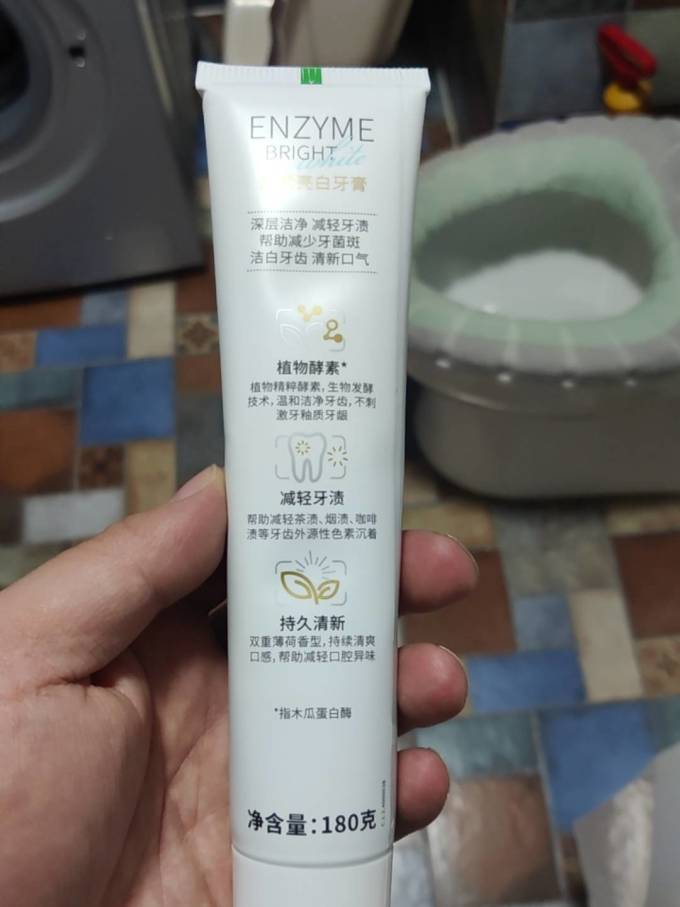 ENZYME
BRIGHT
white
亮白牙膏
深层洁净 减轻牙渍
帮助减少牙菌斑
洁白牙齿 清新口气
植物酵素*
植物精粹酵素，生物发酵
技术，温和洁净牙齿，不刺
激牙釉质牙龈
减轻牙渍
帮助减轻茶渍、烟渍、咖啡
渍等牙齿外源性色素沉着
持久清新
双重薄荷香型，持续清爽
口感，帮助减轻口腔异味
*指木瓜蛋白酶
净含量：180克